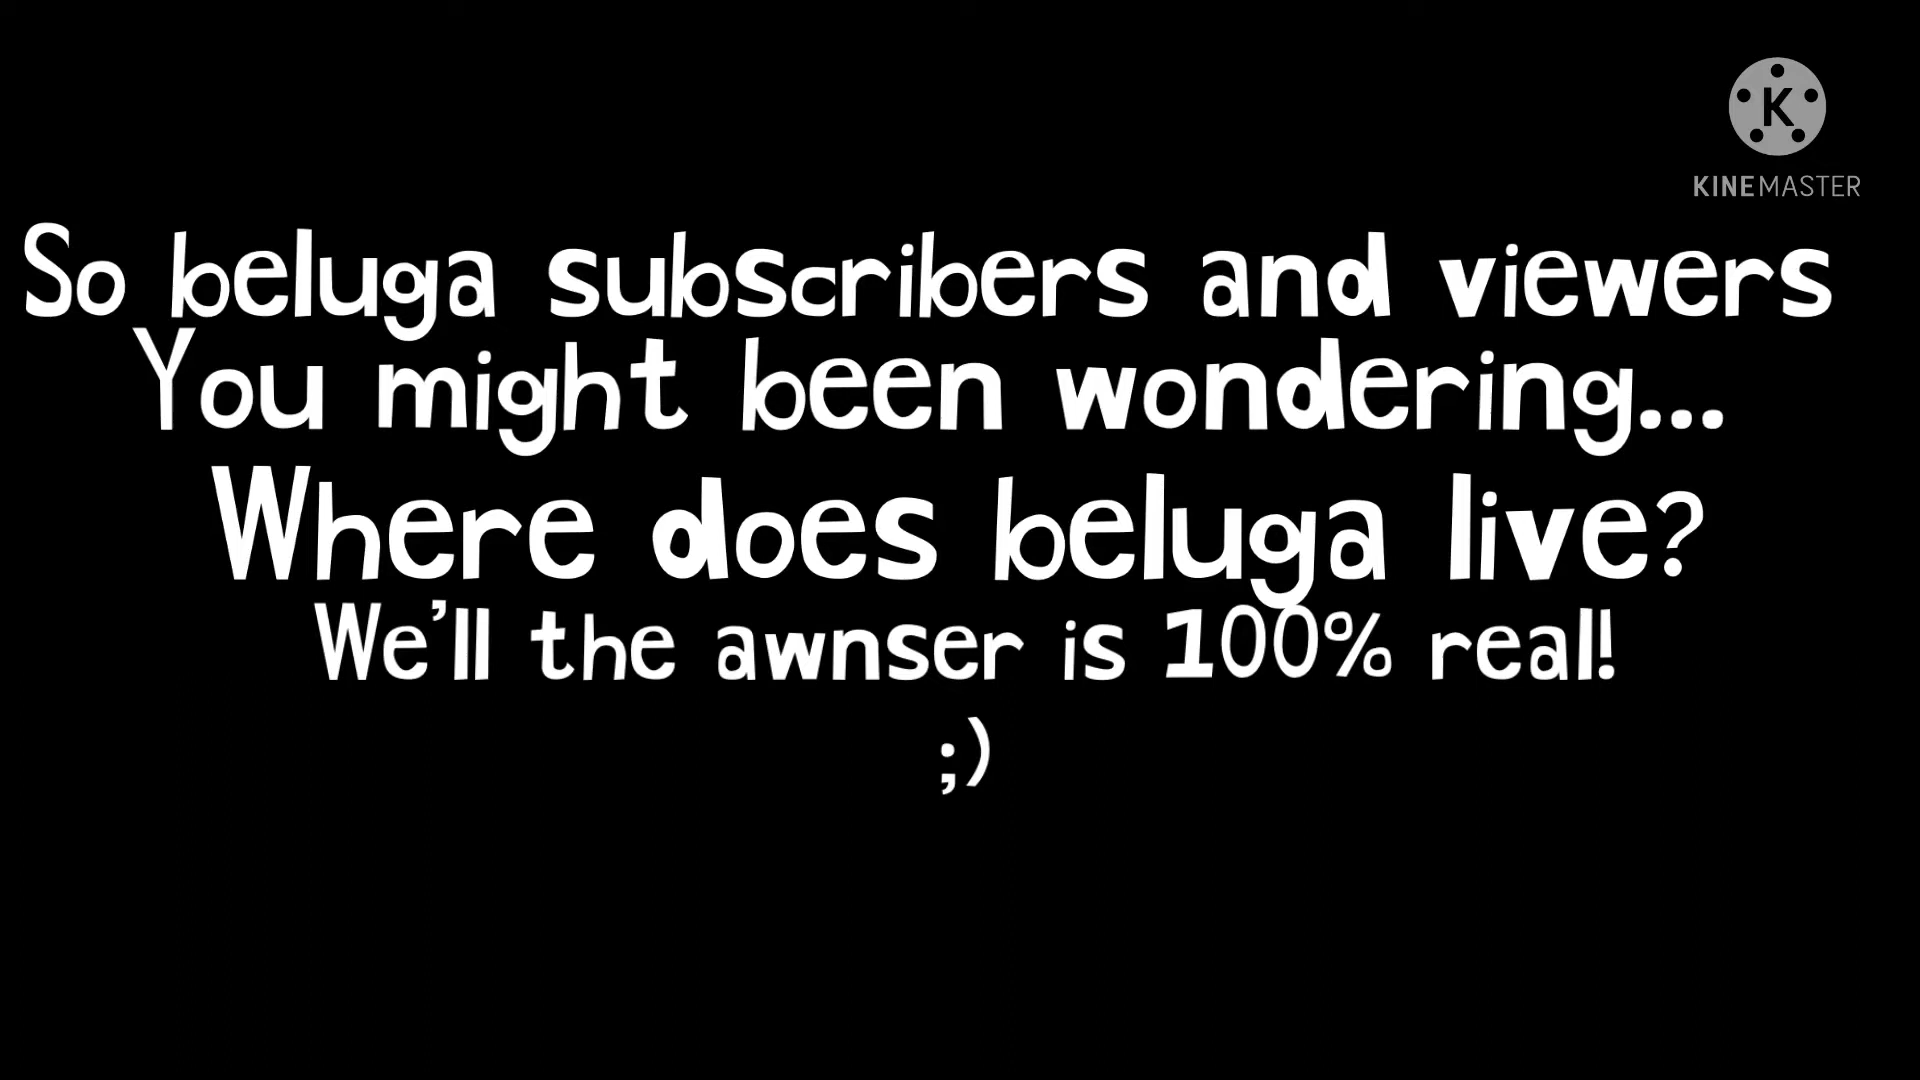 K
KINEMASTER
So beluga subscribers and viewers
You might been wondering...
Where does beluga live?
We'll the awnser is 100% real!
;)